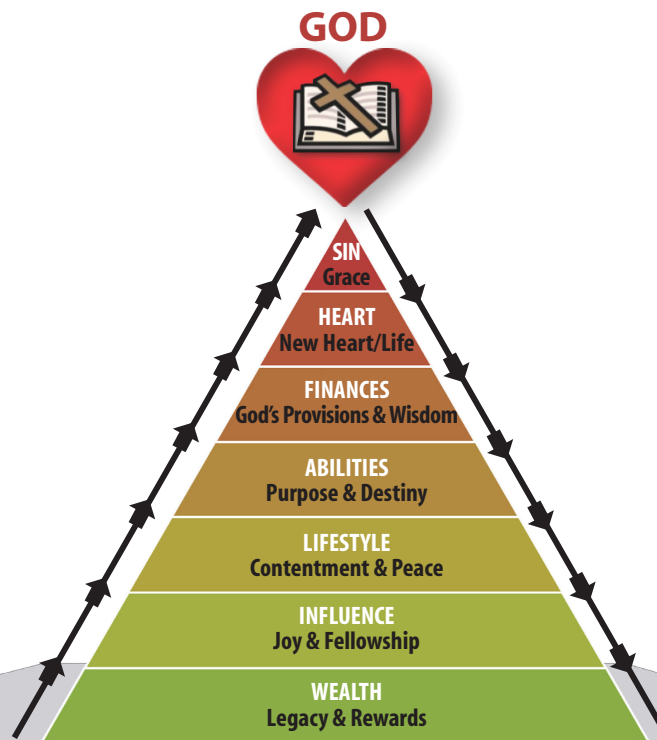 GOD
SIN
Grace
HEART
New Heart/Life
FINANCES
God's Provisions & Wisdom
ABILITIES
Purpose & Destiny
LIFESTYLE
Contentment & Peace
INFLUENCE
Joy & Fellowship
WEALTH
Legacy & Rewards